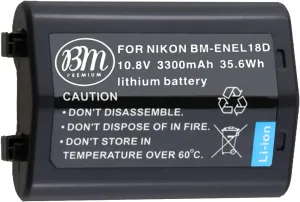 BM
PREMIUM
FOR NIKON BM-ENEL18D
10.8V 3300mAh 35.6Wh
lithium battery
CAUTION:
• DON'T DISASSEMBLE.
• DON'T DISPOSE OF IN FIRE.
• DON'T STORE IN
TEMPERATURE OVER 60℃.
Li-ion